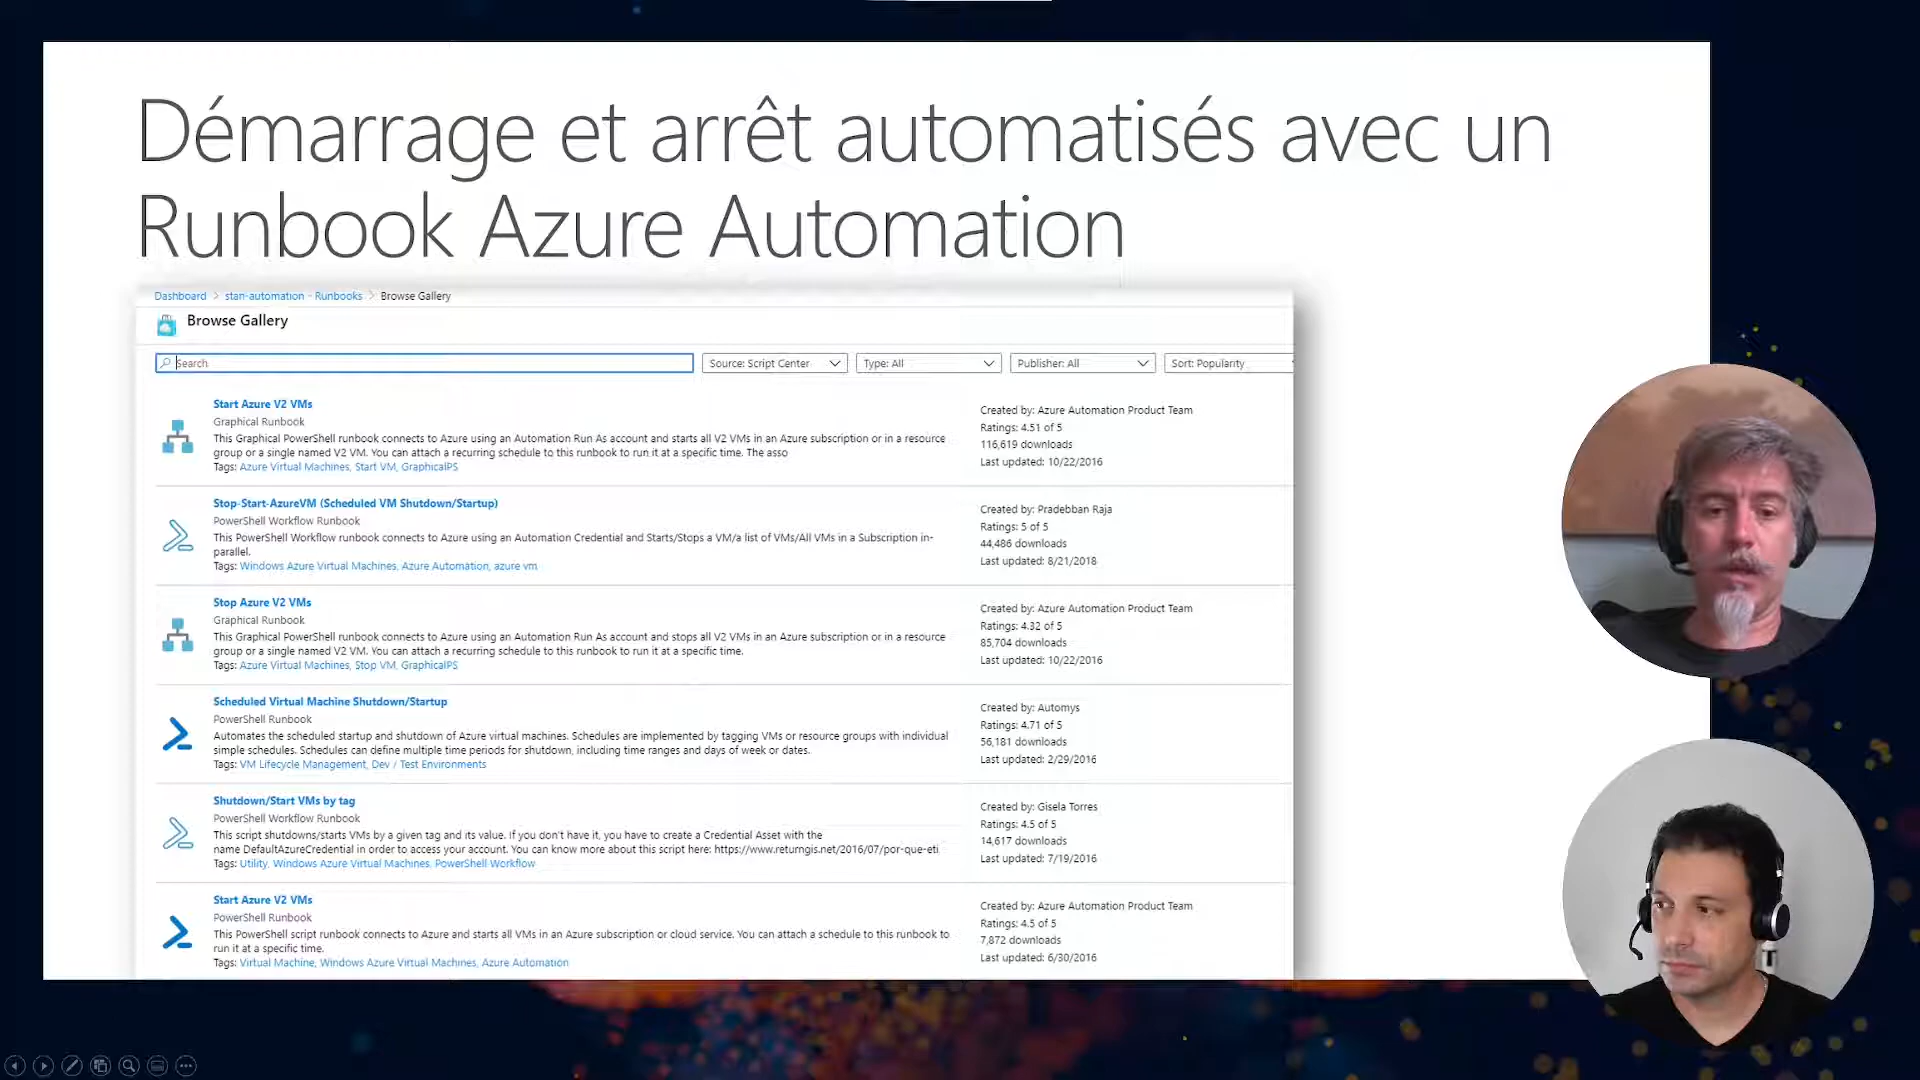 Démarrage et arrêt automatisés avec un
Runbook Azure Automation
Dashboard > stan-automation - Runbooks > Browse Gallery
Browse Gallery
Search
Source: Script Center
Type: All
Publisher: All
Sort: Popularity
Start Azure V2 VMs
Graphical Runbook
This Graphical PowerShell runbook connects to Azure using an Automation Run As account and starts all V2 VMs in an Azure subscription or in a resource
group or a single named V2 VM. You can attach a recurring schedule to this runbook to run it at a specific time. The asso
Tags: Azure Virtual Machines, Start VM, GraphicalPS
Created by: Azure Automation Product Team
Ratings: 4.51 of 5
116,619 downloads
Last updated: 10/22/2016
Stop-Start-AzureVM (Scheduled VM Shutdown/Startup)
PowerShell Workflow Runbook
This PowerShell Workflow runbook connects to Azure using an Automation Credential and Starts/Stops a VM/a list of VMs/All VMs in a Subscription in-
parallel.
Tags: Windows Azure Virtual Machines, Azure Automation, azure vm
Created by: Pradebban Raja
Ratings: 5 of 5
44,486 downloads
Last updated: 8/21/2018
Stop Azure V2 VMs
Graphical Runbook
This Graphical PowerShell runbook connects to Azure using an Automation Run As account and stops all V2 VMs in an Azure subscription or in a resource
group or a single named V2 VM. You can attach a recurring schedule to this runbook to run it at a specific time.
Tags: Azure Virtual Machines, Stop VM, GraphicalPS
Created by: Azure Automation Product Team
Ratings: 4.32 of 5
85,704 downloads
Last updated: 10/22/2016
Scheduled Virtual Machine Shutdown/Startup
PowerShell Runbook
Automates the scheduled startup and shutdown of Azure virtual machines. Schedules are implemented by tagging VMs or resource groups with individual
simple schedules. Schedules can define multiple time periods for shutdown, including time ranges and days of week or dates.
Tags: VM Lifecycle Management, Dev / Test Environments
Created by: Automys
Ratings: 4.71 of 5
56,181 downloads
Last updated: 2/29/2016
Shutdown/Start VMs by tag
PowerShell Workflow Runbook
This script shutdowns/starts VMs by a given tag and its value. If you don't have it, you have to create a Credential Asset with the
name DefaultAzureCredential in order to access your account. You can know more about this script here: https://www.returngis.net/2016/07/por-que-eti
Tags: Utility, Windows Azure Virtual Machines, PowerShell Workflow
Created by: Gisela Torres
Ratings: 4.5 of 5
14,617 downloads
Last updated: 7/19/2016
Start Azure V2 VMs
PowerShell Runbook
This PowerShell script runbook connects to Azure and starts all VMs in an Azure subscription or cloud service. You can attach a schedule to this runbook to
run it at a specific time.
Tags: Virtual Machine, Windows Azure Virtual Machines, Azure Automation
Created by: Azure Automation Product Team
Ratings: 4.5 of 5
7,872 downloads
Last updated: 6/30/2016